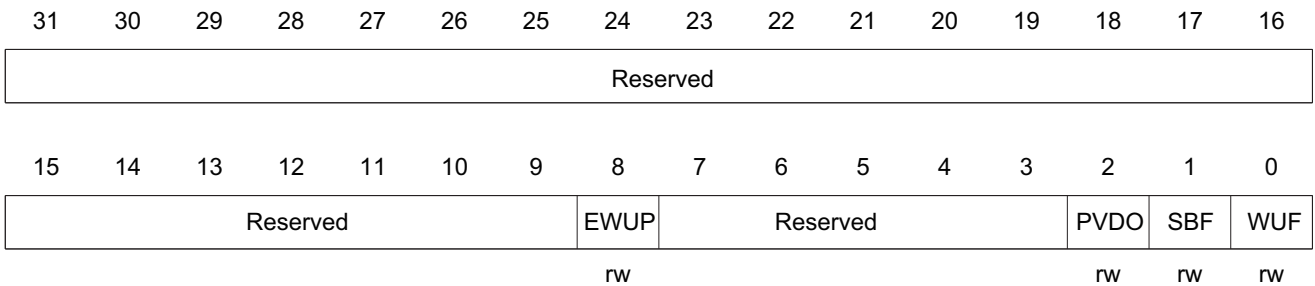 31 30 29 28 27 26 25 24 23 22 21 20 19 18 17 16
Reserved
15 14 13 12 11 10 9 8 7 6 5 4 3 2 1 0
Reserved EWUP Reserved PVDO SBF WUF
rw rw rw rw